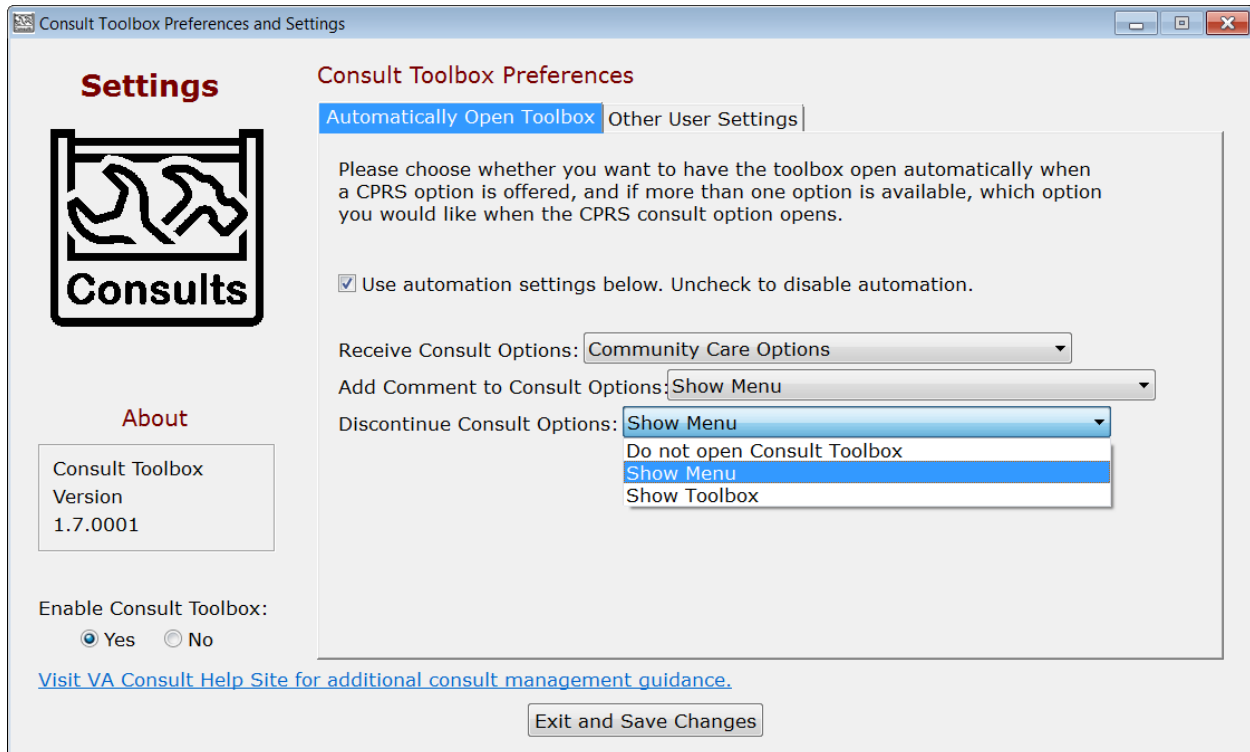 Consult Toolbox Preferences and Settings
Settings
Consults
About
Consult Toolbox
Version
1.7.0001
Enable Consult Toolbox:
Yes No
Consult Toolbox Preferences
Automatically Open Toolbox Other User Settings
Please choose whether you want to have the toolbox open automatically when
a CPRS option is offered, and if more than one option is available, which option
you would like when the CPRS consult option opens.
Use automation settings below. Uncheck to disable automation.
Receive Consult Options: Community Care Options
Add Comment to Consult Options: Show Menu
Discontinue Consult Options: Show Menu
Do not open Consult Toolbox
Show Menu
Show Toolbox
Visit VA Consult Help Site for additional consult management guidance.
Exit and Save Changes